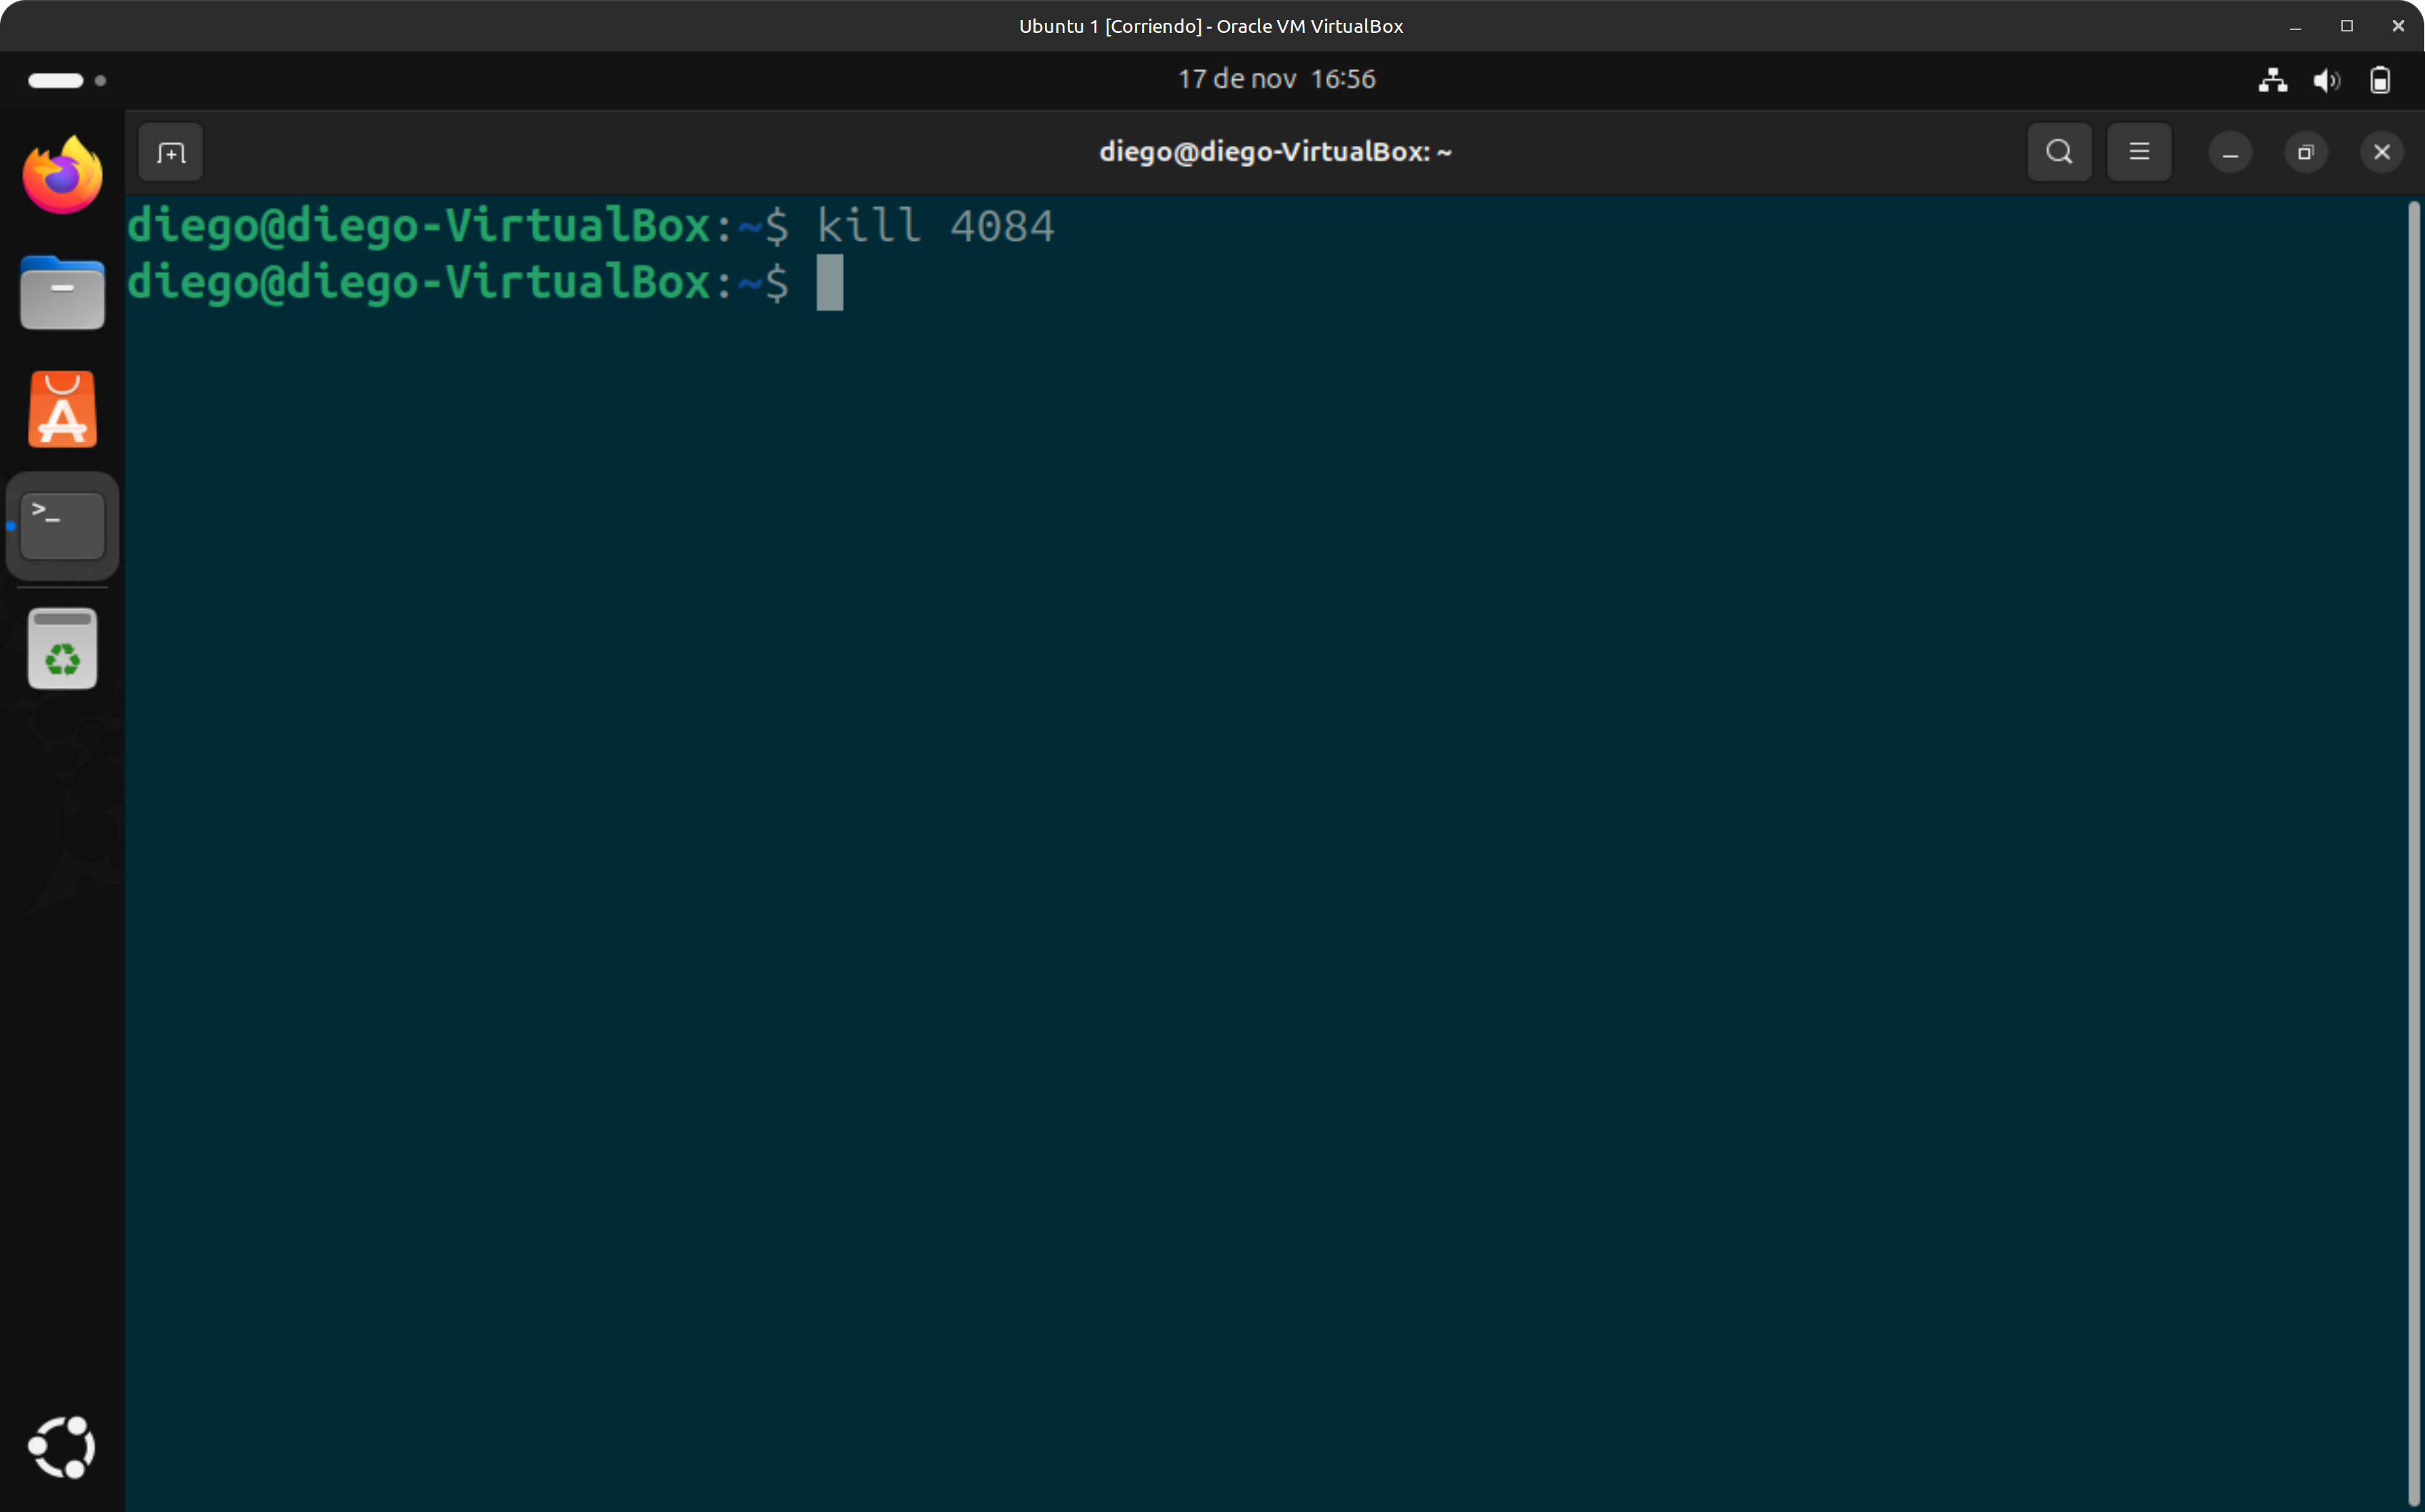 Ubuntu 1 [Corriendo] - Oracle VM VirtualBox
17 de nov 16:56
diego@diego-VirtualBox: ~
diego@diego-VirtualBox:~$ kill 4084
diego@diego-VirtualBox:~$